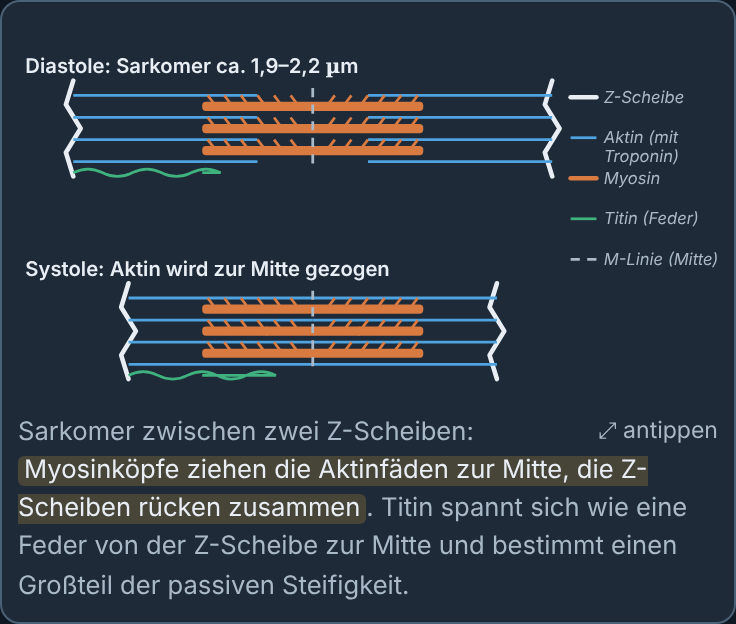 Diastole: Sarkomer ca. 1,9–2,2 µm
Z-Scheibe
Aktin (mit
Troponin)
Myosin
Titin (Feder)
M-Linie (Mitte)
Systole: Aktin wird zur Mitte gezogen
Sarkomer zwischen zwei Z-Scheiben:
⤢ antippen
Myosinköpfe ziehen die Aktinfäden zur Mitte, die Z-
Scheiben rücken zusammen. Titin spannt sich wie eine
Feder von der Z-Scheibe zur Mitte und bestimmt einen
Großteil der passiven Steifigkeit.